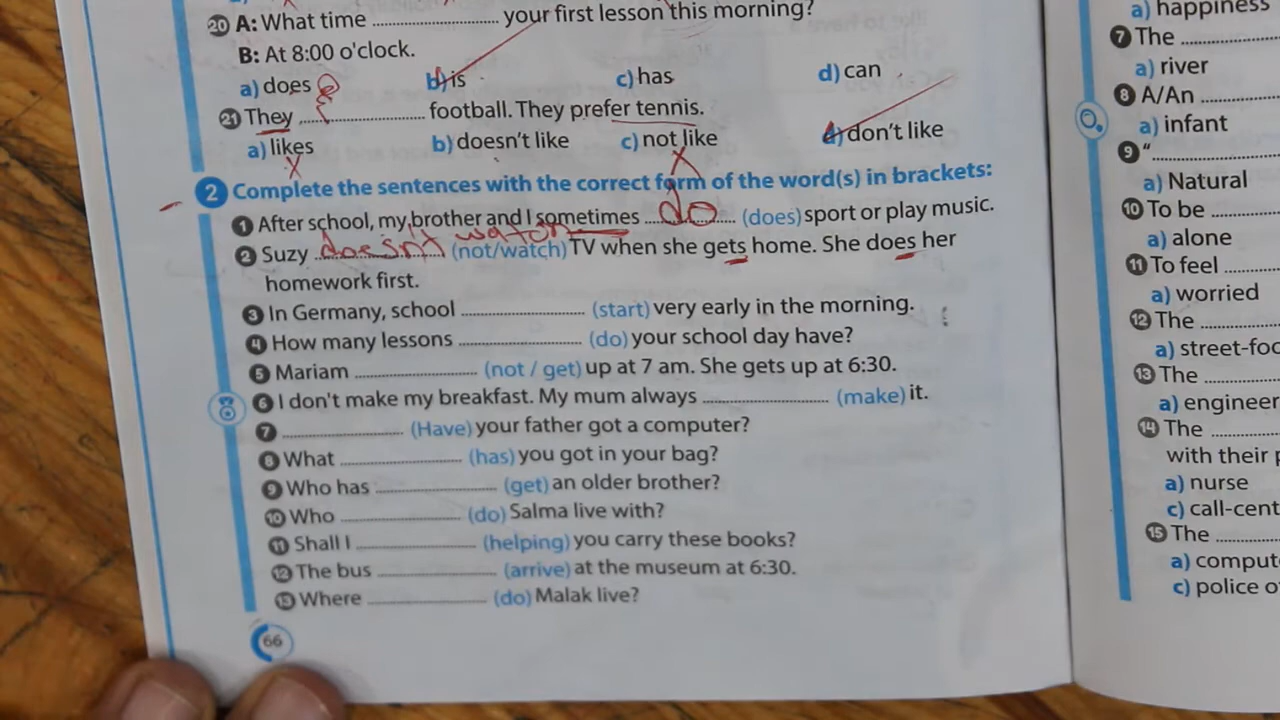 20 A: What time .................... your first lesson this morning?
B: At 8:00 o'clock.
a) does b) is c) has d) can
21 They .................... football. They prefer tennis.
a) likes b) doesn't like c) not like d) don't like
2 Complete the sentences with the correct form of the word(s) in brackets:
1 After school, my brother and I sometimes do (does) sport or play music.
2 Suzy doesn't watch (not/watch) TV when she gets home. She does her
homework first.
3 In Germany, school .................... (start) very early in the morning.
4 How many lessons .................... (do) your school day have?
5 Mariam .................... (not / get) up at 7 am. She gets up at 6:30.
6 I don't make my breakfast. My mum always .................... (make) it.
7 .................... (Have) your father got a computer?
8 What .................... (has) you got in your bag?
9 Who has .................... (get) an older brother?
10 Who .................... (do) Salma live with?
11 Shall I .................... (helping) you carry these books?
12 The bus .................... (arrive) at the museum at 6:30.
13 Where .................... (do) Malak live?
66
a) happiness
7 The ....................
a) river
8 A/An ....................
a) infant
9 "....................
a) Natural
10 To be ....................
a) alone
11 To feel ....................
a) worried
12 The ....................
a) street-foo
13 The ....................
a) engineer
14 The ....................
with their
a) nurse
c) call-cent
15 The ....................
a) comput
c) police o